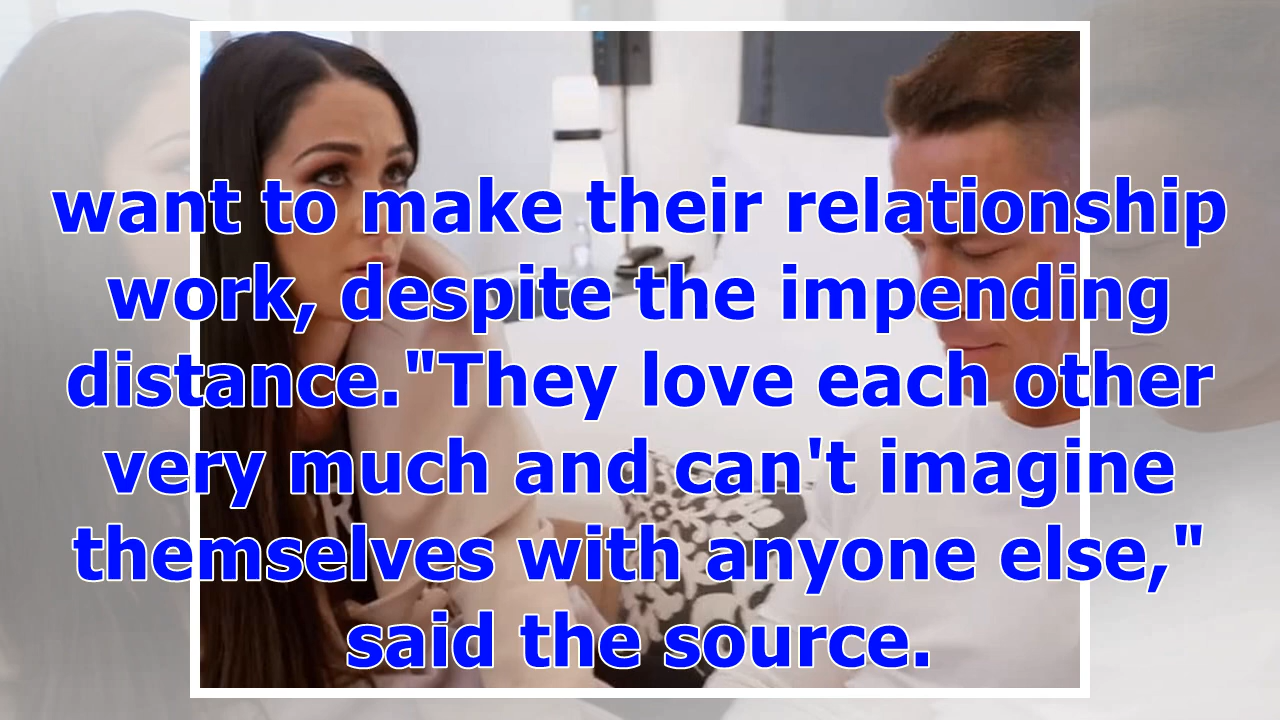 want to make their relationship
work, despite the impending
distance."They love each other
very much and can't imagine
themselves with anyone else,"
said the source.
R